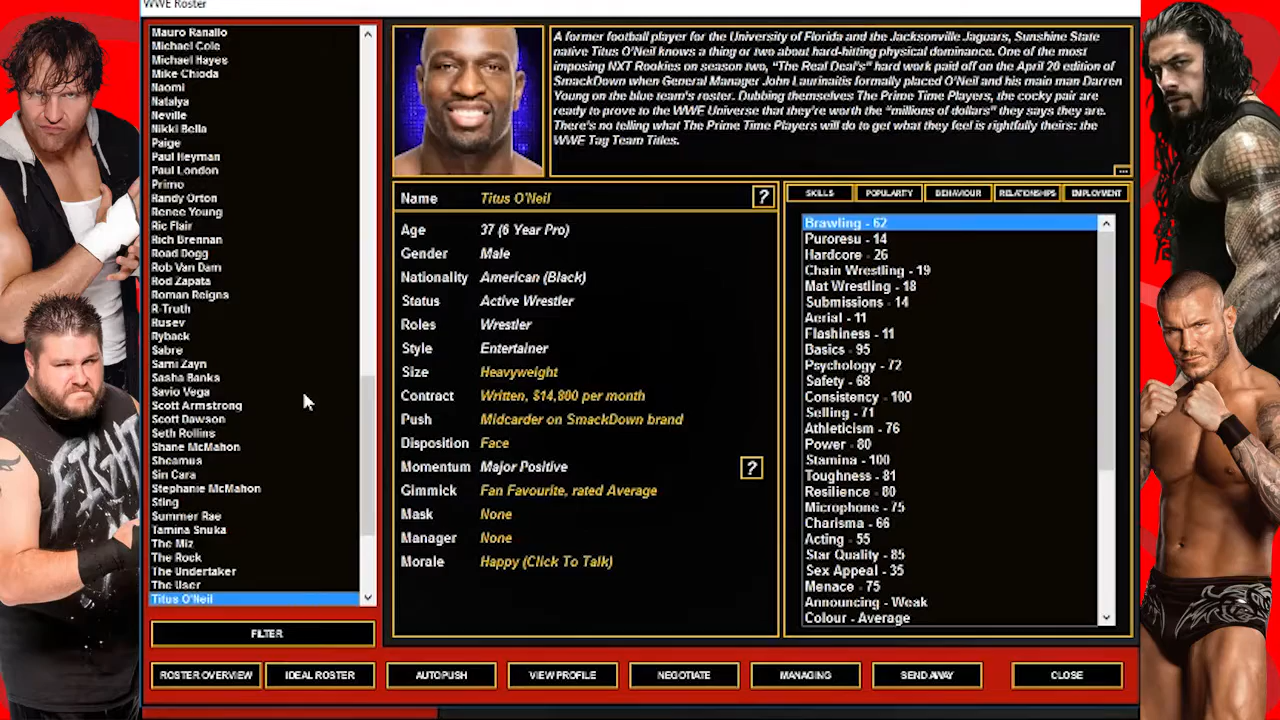 WWE Roster
Mauro Ranallo
Michael Cole
Michael Hayes
Mike Chioda
Naomi
Natalya
Neville
Nikki Bella
Paige
Paul Heyman
Paul London
Primo
Randy Orton
Renee Young
Ric Flair
Rich Brennan
Road Dogg
Rob Van Dam
Rod Zapata
Roman Reigns
R-Truth
Rusev
Ryback
Sabre
Sami Zayn
Sasha Banks
Savio Vega
Scott Armstrong
Scott Dawson
Seth Rollins
Shane McMahon
Sheamus
Sin Cara
Stephanie McMahon
Sting
Summer Rae
Tamina Snuka
The Miz
The Rock
The Undertaker
The User
Titus O'Neil
FILTER
A former football player for the University of Florida and the Jacksonville Jaguars, Sunshine State
native Titus O'Neil knows a thing or two about hard-hitting physical dominance. One of the most
imposing NXT Rookies on season two, "The Real Deal's" hard work paid off on the April 20 edition of
SmackDown when General Manager John Laurinaitis formally placed O'Neil and his main man Darren
Young on the blue team's roster. Dubbing themselves The Prime Time Players, the cocky pair are
ready to prove to the WWE Universe that they're worth the "millions of dollars" they says they are.
There's no telling what The Prime Time Players will do to get what they feel is rightfully theirs: the
WWE Tag Team Titles.
...
Name Titus O'Neil ?
Age 37 (6 Year Pro)
Gender Male
Nationality American (Black)
Status Active Wrestler
Roles Wrestler
Style Entertainer
Size Heavyweight
Contract Written, $14,800 per month
Push Midcarder on SmackDown brand
Disposition Face
Momentum Major Positive ?
Gimmick Fan Favourite, rated Average
Mask None
Manager None
Morale Happy (Click To Talk)
SKILLS POPULARITY BEHAVIOUR RELATIONSHIPS EMPLOYMENT
Brawling - 62
Puroresu - 14
Hardcore - 26
Chain Wrestling - 19
Mat Wrestling - 18
Submissions - 14
Aerial - 11
Flashiness - 11
Basics - 95
Psychology - 72
Safety - 68
Consistency - 100
Selling - 71
Athleticism - 76
Power - 80
Stamina - 100
Toughness - 81
Resilience - 80
Microphone - 75
Charisma - 66
Acting - 55
Star Quality - 85
Sex Appeal - 35
Menace - 75
Announcing - Weak
Colour - Average
ROSTER OVERVIEW IDEAL ROSTER AUTOPUSH VIEW PROFILE NEGOTIATE MANAGING SEND AWAY CLOSE